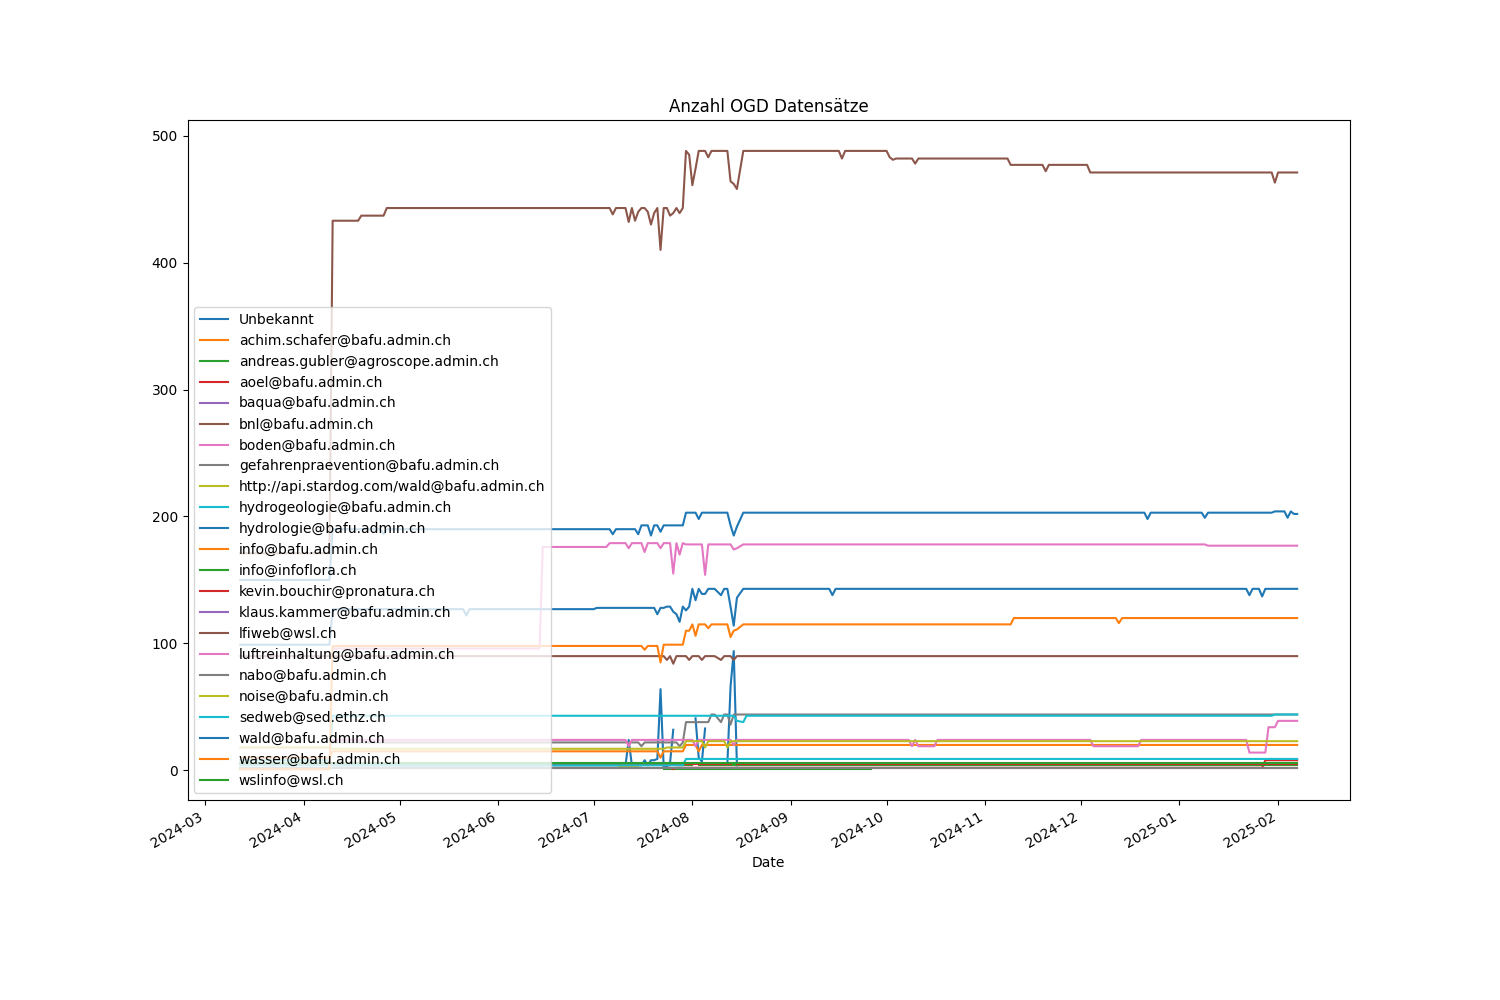 Anzahl OGD Datensätze
500
400
300
200
100
0
Unbekannt
achim.schafer@bafu.admin.ch
andreas.gubler@agroscope.admin.ch
aoel@bafu.admin.ch
baqua@bafu.admin.ch
bnl@bafu.admin.ch
boden@bafu.admin.ch
gefahrenpraevention@bafu.admin.ch
http://api.stardog.com/wald@bafu.admin.ch
hydrogeologie@bafu.admin.ch
hydrologie@bafu.admin.ch
info@bafu.admin.ch
info@infoflora.ch
kevin.bouchir@pronatura.ch
klaus.kammer@bafu.admin.ch
lfiweb@wsl.ch
luftreinhaltung@bafu.admin.ch
nabo@bafu.admin.ch
noise@bafu.admin.ch
sedweb@sed.ethz.ch
wald@bafu.admin.ch
wasser@bafu.admin.ch
wslinfo@wsl.ch
2024-03
2024-04
2024-05
2024-06
2024-07
2024-08
2024-09
2024-10
2024-11
2024-12
2025-01
2025-02
Date